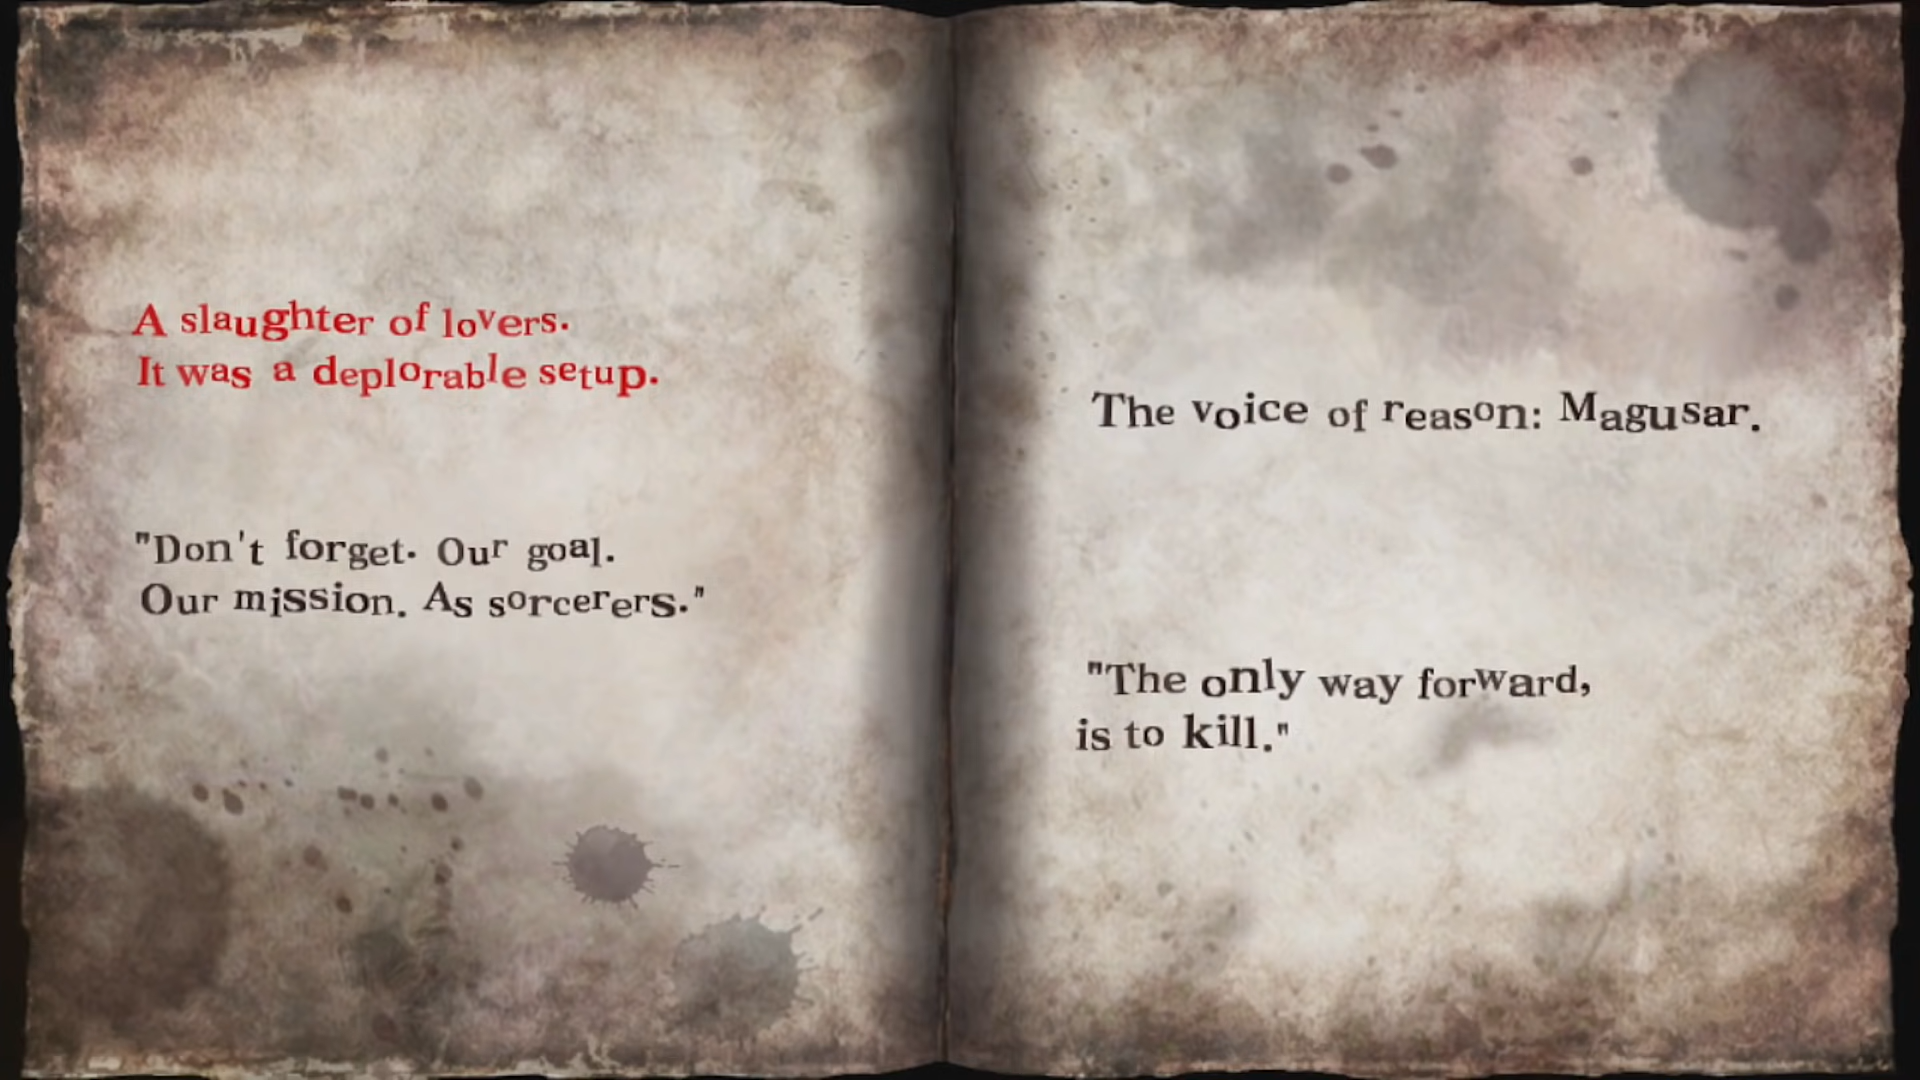 A slaughter of lovers.
It was a deplorable setup.
"Don't forget. Our goal.
Our mission. As sorcerers."
The voice of reason: Magusar.
"The only way forward,
is to kill."